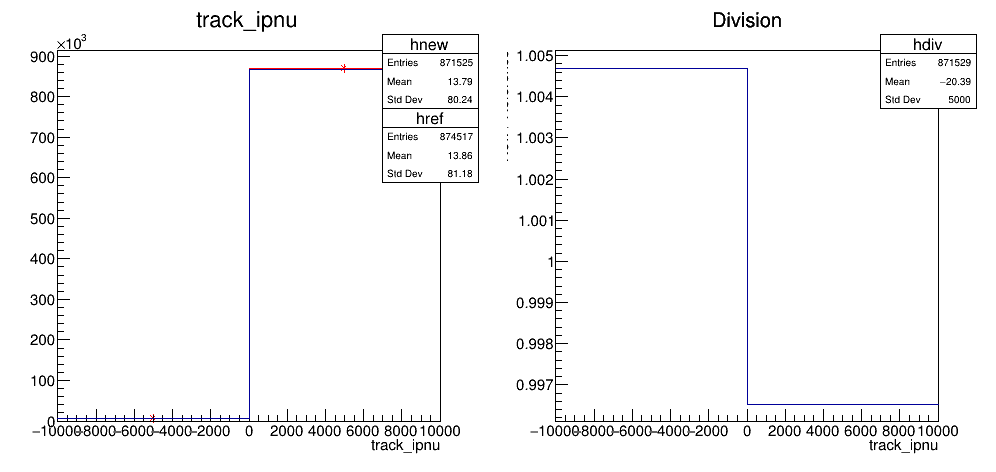 track_ipnu
×10³
900
800
700
600
500
400
300
200
100
0
−10000 −8000 −6000 −4000 −2000 0 2000 4000 6000 8000 10000
track_ipnu
hnew
Entries 871525
Mean 13.79
Std Dev 80.24
href
Entries 874517
Mean 13.86
Std Dev 81.18
Division
1.005
1.004
1.003
1.002
1.001
1
0.999
0.998
0.997
−10000 −8000 −6000 −4000 −2000 0 2000 4000 6000 8000 10000
track_ipnu
hdiv
Entries 871529
Mean −20.39
Std Dev 5000